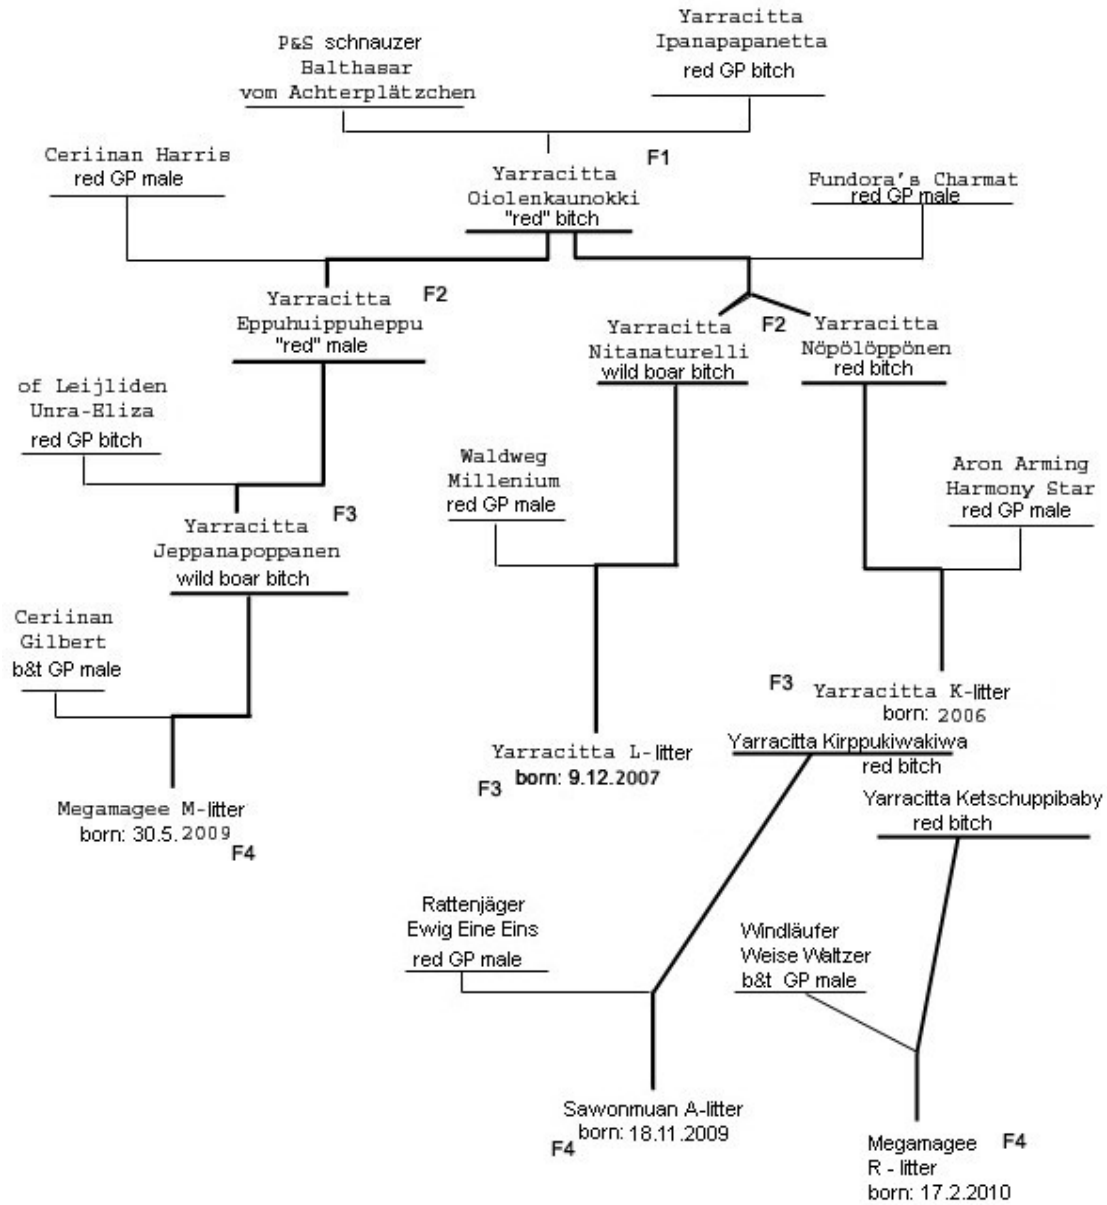 P&S schnauzer
Balthasar
vom Achterplätzchen
Yarracitta
Ipanapapanetta
red GP bitch
F1
Ceriinan Harris
red GP male
Yarracitta
Oiolenkaunokki
"red" bitch
Fundora's Charmat
red GP male
Yarracitta
Eppuhuippuheppu
"red" male
F2
Yarracitta
Nitanaturelli
wild boar bitch
F2
Yarracitta
Nöpölöppönen
red bitch
of Leijliden
Unra-Eliza
red GP bitch
Waldweg
Millenium
red GP male
Aron Arming
Harmony Star
red GP male
Yarracitta
Jeppanapoppanen
wild boar bitch
F3
Ceriinan
Gilbert
b&t GP male
F3
Yarracitta K-litter
born: 2006
Yarracitta Kirppukiwakiwa
red bitch
Yarracitta L-litter
born: 9.12.2007
F3
Yarracitta Ketschuppibaby
red bitch
Megamagee M-litter
born: 30.5.2009
F4
Rattenjäger
Ewig Eine Eins
red GP male
Windläufer
Weise Waltzer
b&t GP male
Sawonmuan A-litter
born: 18.11.2009
F4
Megamagee
R - litter
born: 17.2.2010
F4